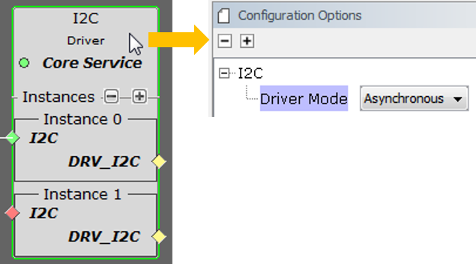 I2C
Driver
Core Service
Instances
Instance 0
I2C
DRV_I2C
Instance 1
I2C
DRV_I2C
Configuration Options
I2C
Driver Mode Asynchronous